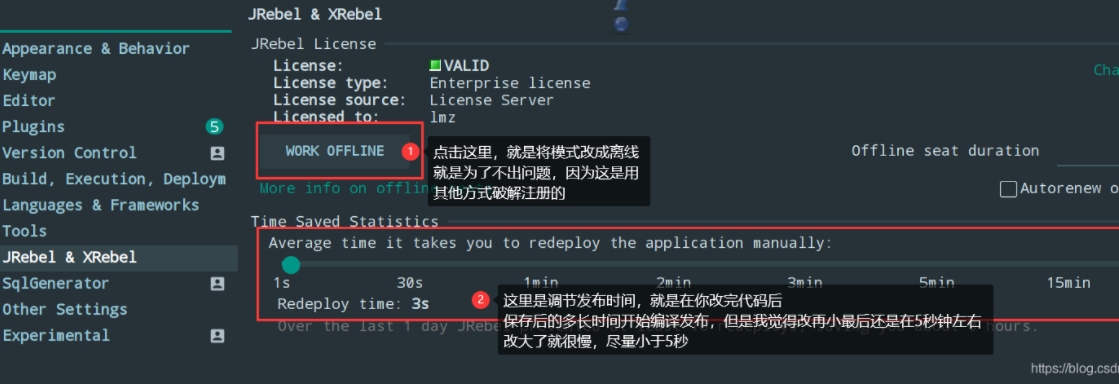 JRebel & XRebel
Appearance & Behavior
Keymap
Editor
Plugins 5
Version Control
Build, Execution, Deploym
Languages & Frameworks
Tools
JRebel & XRebel
SqlGenerator
Other Settings
Experimental
JRebel License
License: VALID
License type: Enterprise license
License source: License Server
Licensed to: lmz
Cha
WORK OFFLINE 1
点击这里，就是将模式改成离线
就是为了不出问题，因为这是用
其他方式破解注册的
Offline seat duration
More info on offlin
Autorenew o
Time Saved Statistics
Average time it takes you to redeploy the application manually:
1s 30s 1min 2min 3min 5min 15min
Redeploy time: 3s
2 这里是调节发布时间，就是在你改完代码后
保存后的多长时间开始编译发布，但是我觉得改再小最后还是在5秒钟左右
改大了就很慢，尽量小于5秒
Over the last 1 day JRebe
hours.
https://blog.csd